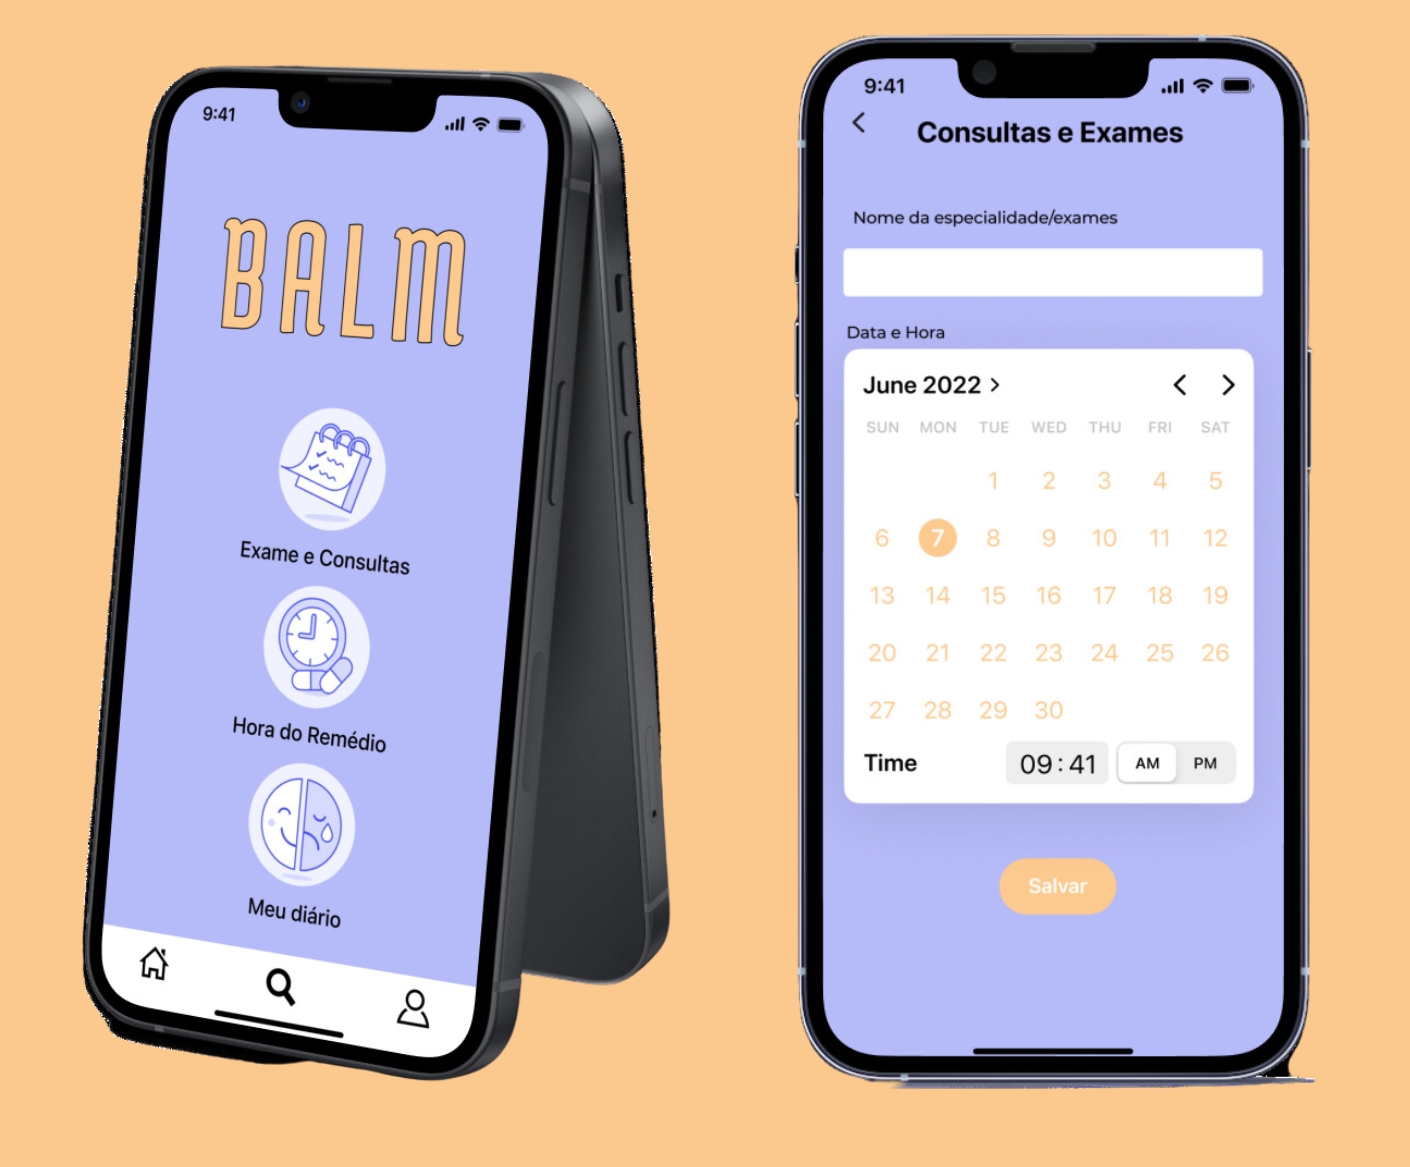 9:41
BALM
Exame e Consultas
Hora do Remédio
Meu diário
9:41
Consultas e Exames
Nome da especialidade/exames
Data e Hora
June 2022
SUN MON TUE WED THU FRI SAT
1 2 3 4 5
6 7 8 9 10 11 12
13 14 15 16 17 18 19
20 21 22 23 24 25 26
27 28 29 30
Time 09:41 AM PM
Salvar